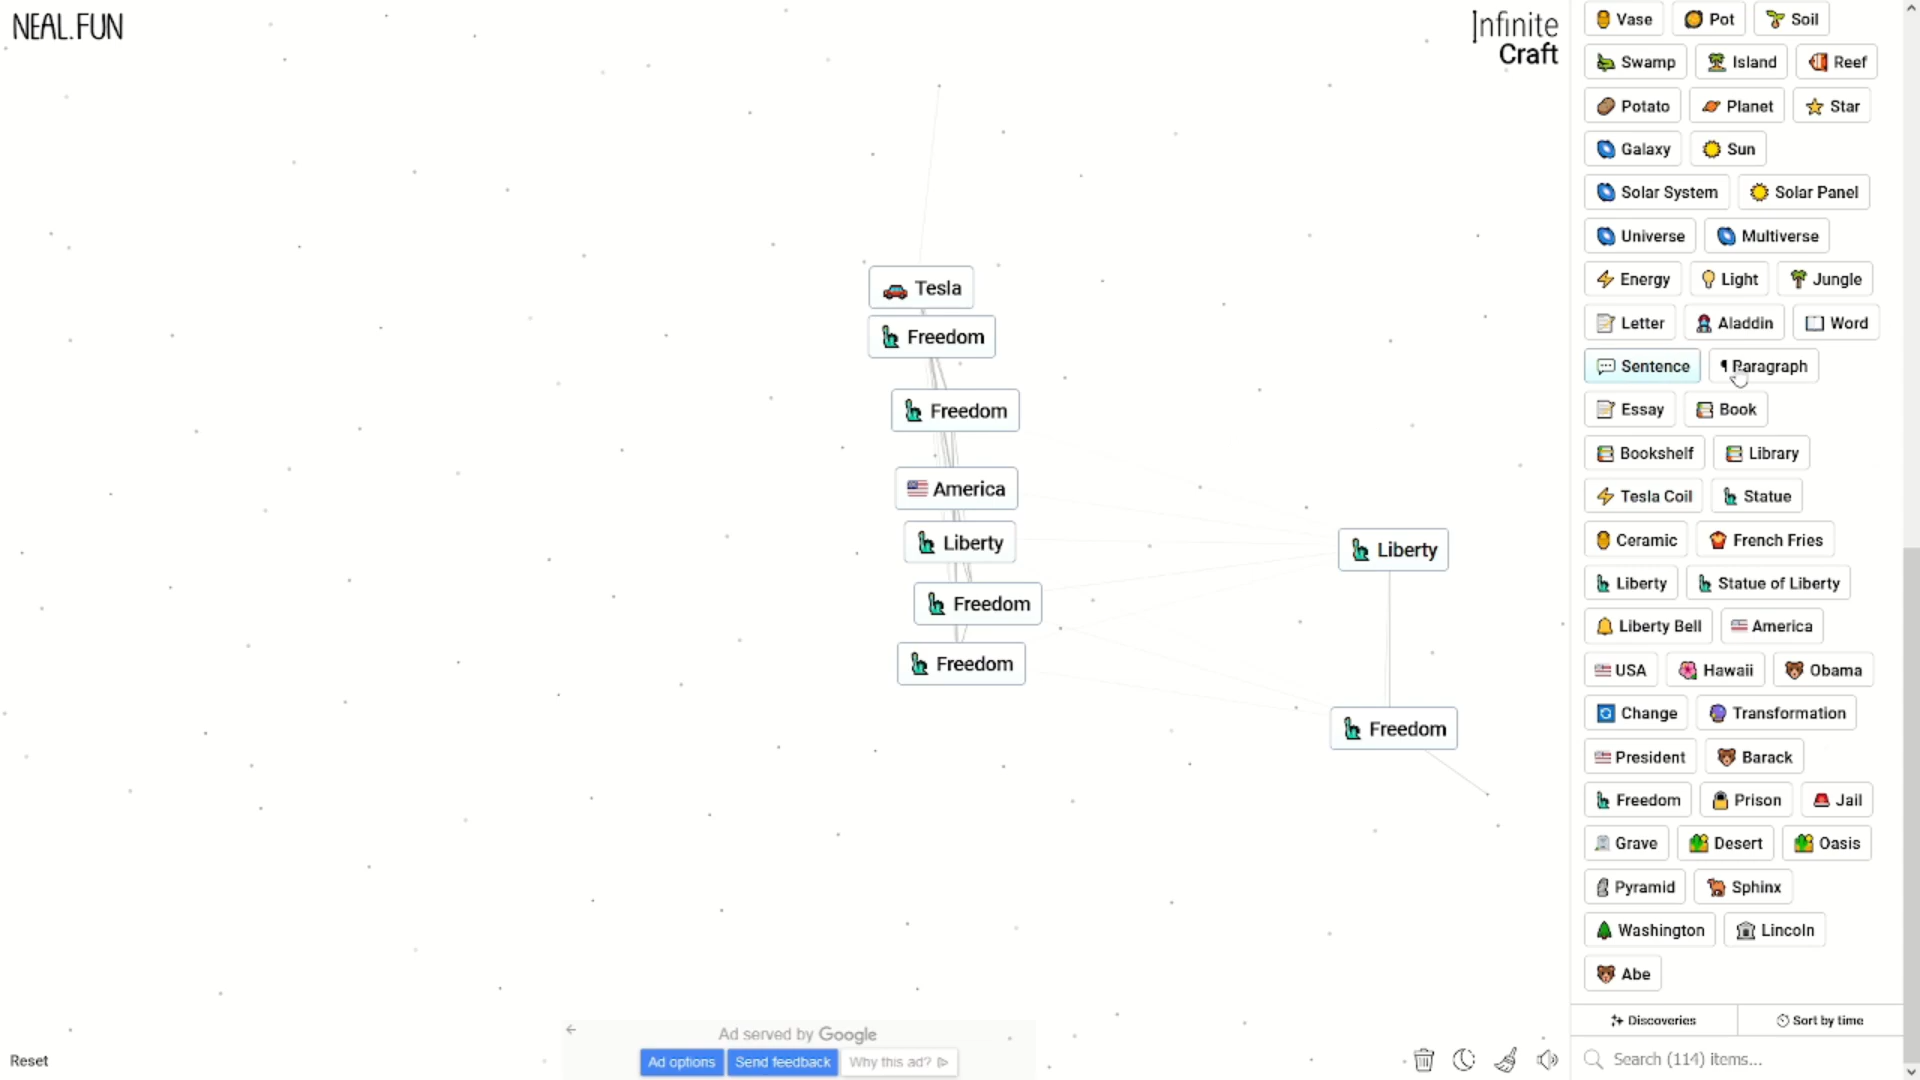 NEAL.FUN
Infinite
Craft
Tesla
Freedom
Freedom
America
Liberty
Freedom
Freedom
Liberty
Freedom
Vase Pot Soil
Swamp Island Reef
Potato Planet Star
Galaxy Sun
Solar System Solar Panel
Universe Multiverse
Energy Light Jungle
Letter Aladdin Word
Sentence Paragraph
Essay Book
Bookshelf Library
Tesla Coil Statue
Ceramic French Fries
Liberty Statue of Liberty
Liberty Bell America
USA Hawaii Obama
Change Transformation
President Barack
Freedom Prison Jail
Grave Desert Oasis
Pyramid Sphinx
Washington Lincoln
Abe
Discoveries Sort by time
Search (114) items...
Ad served by Google
Ad options Send feedback Why this ad?
Reset